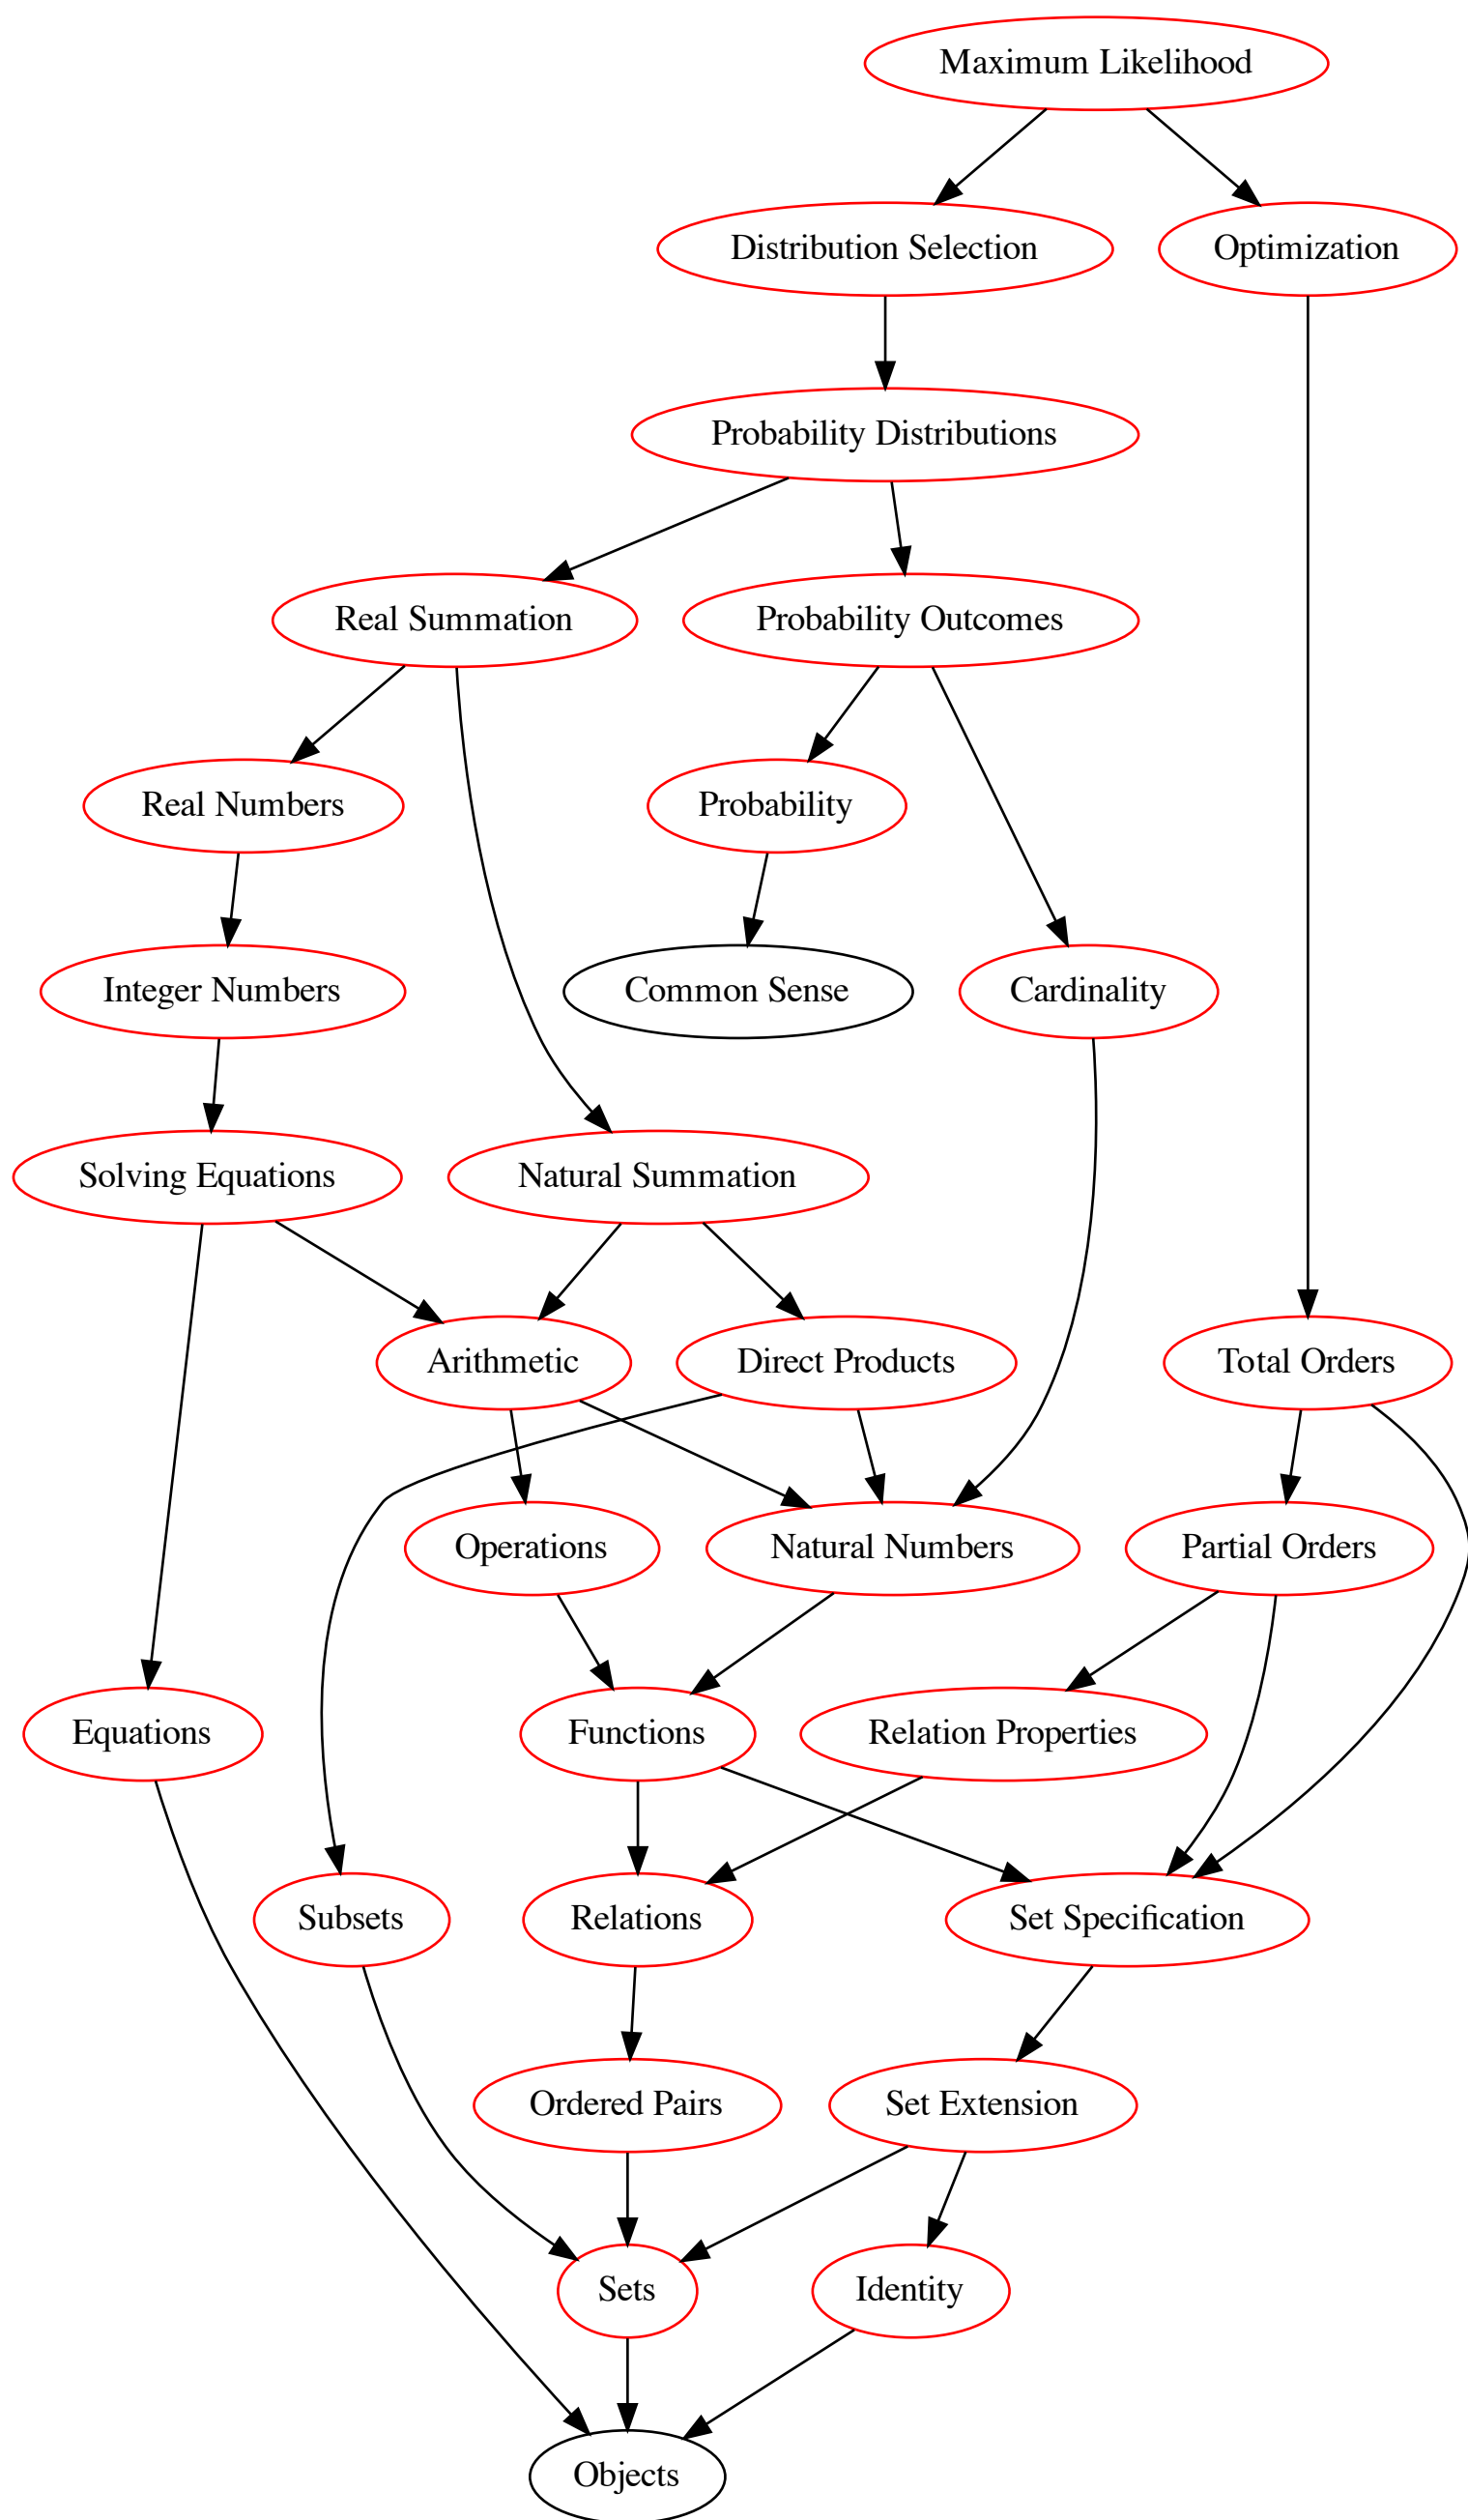 Maximum Likelihood
Distribution Selection
Optimization
Probability Distributions
Real Summation
Probability Outcomes
Real Numbers
Probability
Integer Numbers
Common Sense
Cardinality
Solving Equations
Natural Summation
Arithmetic
Direct Products
Total Orders
Operations
Natural Numbers
Partial Orders
Equations
Functions
Relation Properties
Subsets
Relations
Set Specification
Ordered Pairs
Set Extension
Sets
Identity
Objects